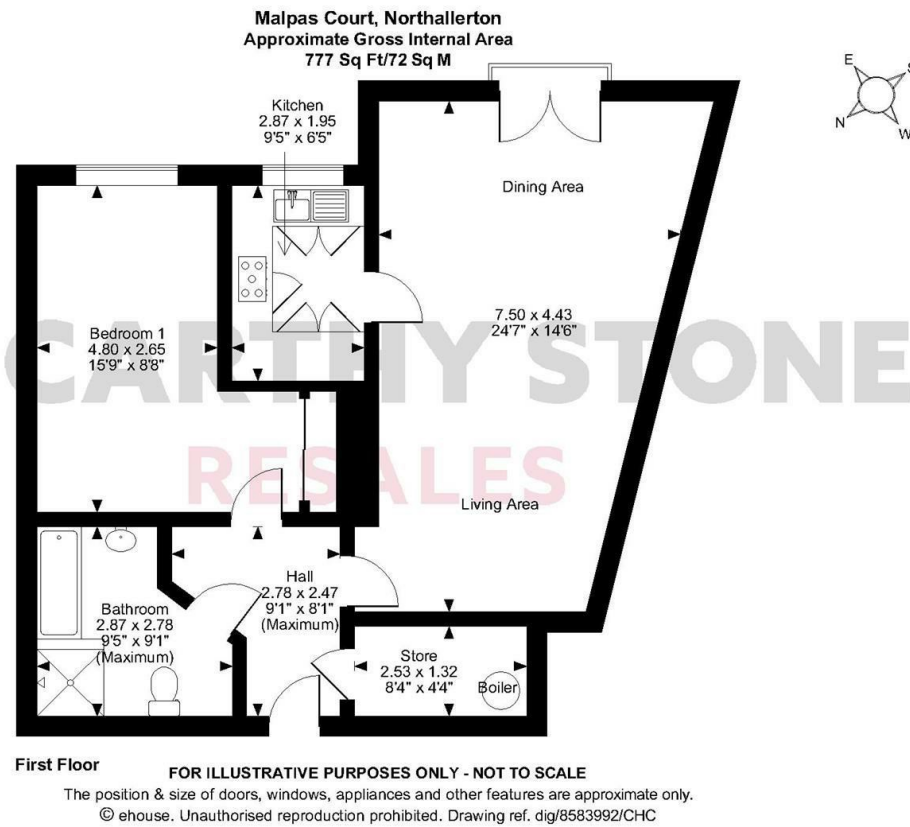 Malpas Court, Northallerton
Approximate Gross Internal Area
777 Sq Ft/72 Sq M
E
S
N
W
Kitchen
2.87 x 1.95
9'5" x 6'5"
Dining Area
7.50 x 4.43
24'7" x 14'6"
Bedroom 1
4.80 x 2.65
15'9" x 8'8"
CARTHY STONE
RESALES
Living Area
Hall
2.78 x 2.47
9'1" x 8'1"
(Maximum)
Bathroom
2.87 x 2.78
9'5" x 9'1"
(Maximum)
Store
2.53 x 1.32
8'4" x 4'4"
Boiler
First Floor
FOR ILLUSTRATIVE PURPOSES ONLY - NOT TO SCALE
The position & size of doors, windows, appliances and other features are approximate only.
© ehouse. Unauthorised reproduction prohibited. Drawing ref. dig/8583992/CHC